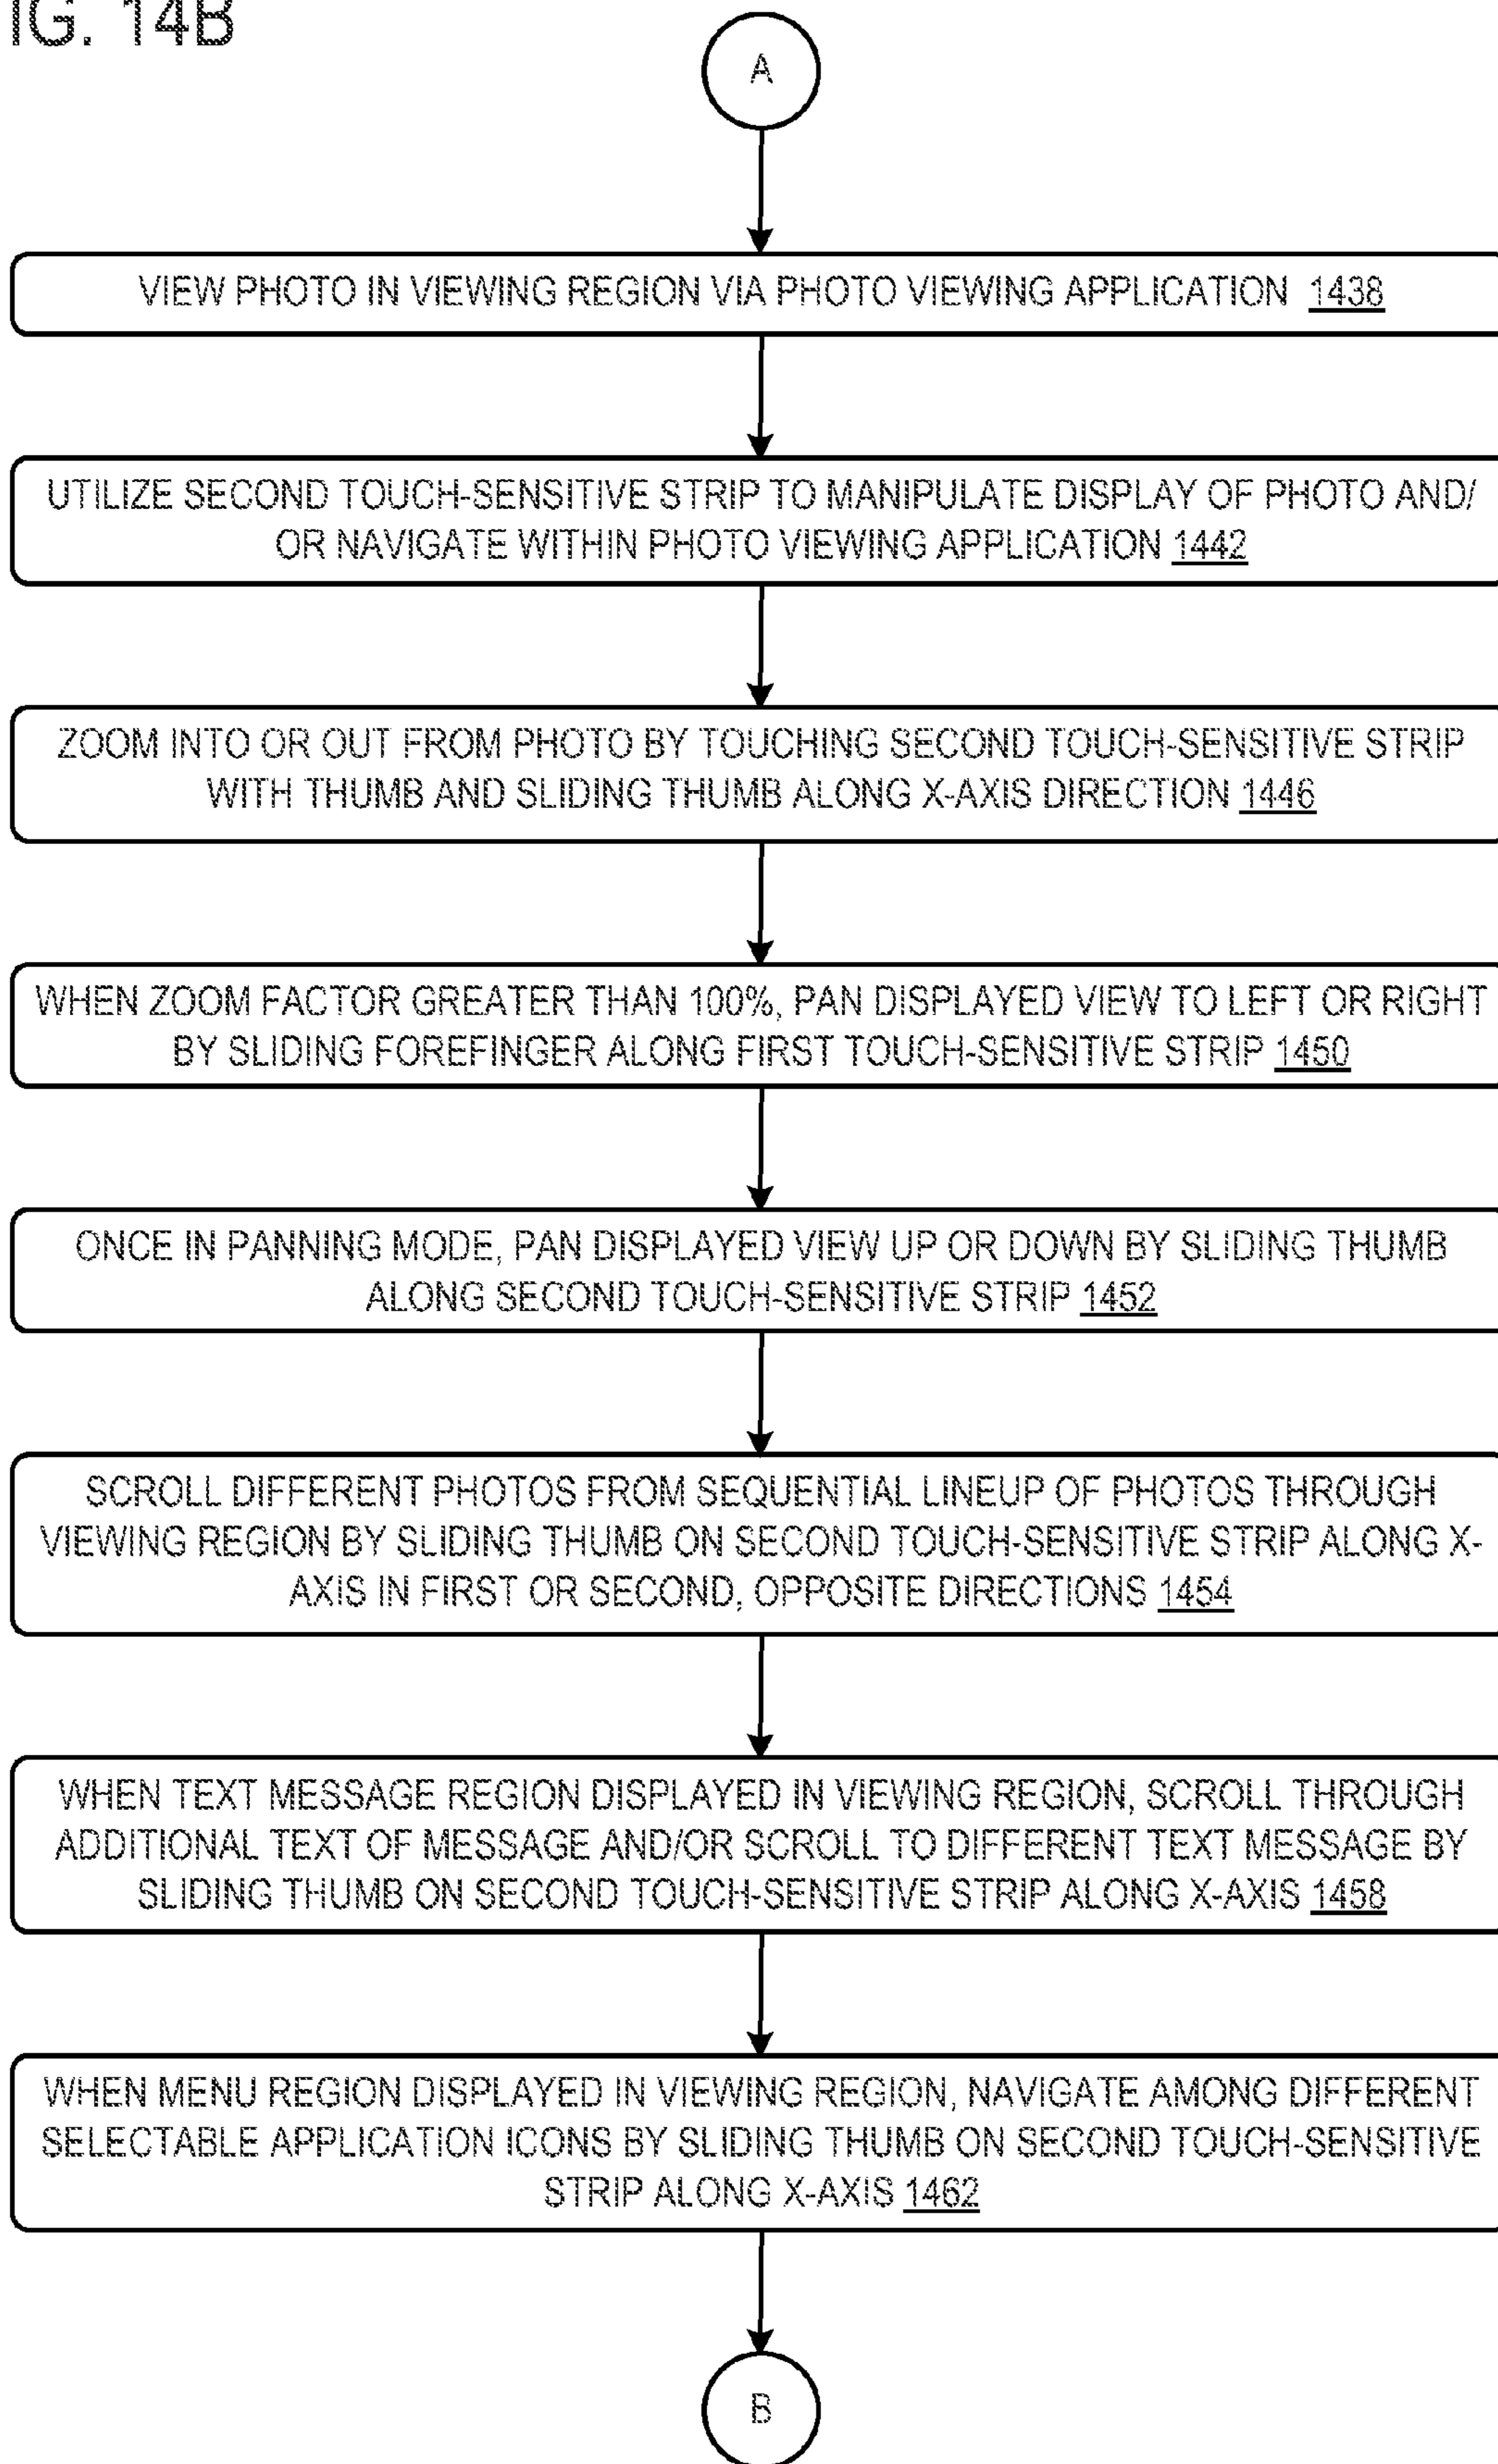 IG. 14B
A
VIEW PHOTO IN VIEWING REGION VIA PHOTO VIEWING APPLICATION 1438
UTILIZE SECOND TOUCH-SENSITIVE STRIP TO MANIPULATE DISPLAY OF PHOTO AND/
OR NAVIGATE WITHIN PHOTO VIEWING APPLICATION 1442
ZOOM INTO OR OUT FROM PHOTO BY TOUCHING SECOND TOUCH-SENSITIVE STRIP
WITH THUMB AND SLIDING THUMB ALONG X-AXIS DIRECTION 1446
WHEN ZOOM FACTOR GREATER THAN 100%, PAN DISPLAYED VIEW TO LEFT OR RIGHT
BY SLIDING FOREFINGER ALONG FIRST TOUCH-SENSITIVE STRIP 1450
ONCE IN PANNING MODE, PAN DISPLAYED VIEW UP OR DOWN BY SLIDING THUMB
ALONG SECOND TOUCH-SENSITIVE STRIP 1452
SCROLL DIFFERENT PHOTOS FROM SEQUENTIAL LINEUP OF PHOTOS THROUGH
VIEWING REGION BY SLIDING THUMB ON SECOND TOUCH-SENSITIVE STRIP ALONG X-
AXIS IN FIRST OR SECOND, OPPOSITE DIRECTIONS 1454
WHEN TEXT MESSAGE REGION DISPLAYED IN VIEWING REGION, SCROLL THROUGH
ADDITIONAL TEXT OF MESSAGE AND/OR SCROLL TO DIFFERENT TEXT MESSAGE BY
SLIDING THUMB ON SECOND TOUCH-SENSITIVE STRIP ALONG X-AXIS 1458
WHEN MENU REGION DISPLAYED IN VIEWING REGION, NAVIGATE AMONG DIFFERENT
SELECTABLE APPLICATION ICONS BY SLIDING THUMB ON SECOND TOUCH-SENSITIVE
STRIP ALONG X-AXIS 1462
B